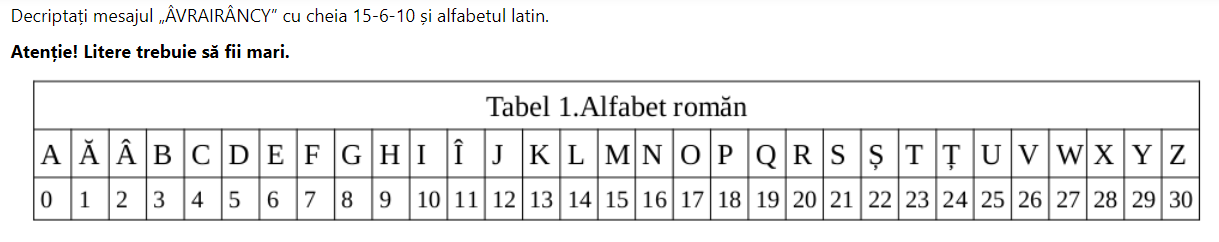 Decriptați mesajul „ÂVRAIRÂNCY” cu cheia 15-6-10 și alfabetul latin.
Atenție! Litere trebuie să fii mari.
Tabel 1.Alfabet romăn
A Ă Â B C D E F G H I Î J K L M N O P Q R S Ș T Ț U V W X Y Z
0 1 2 3 4 5 6 7 8 9 10 11 12 13 14 15 16 17 18 19 20 21 22 23 24 25 26 27 28 29 30